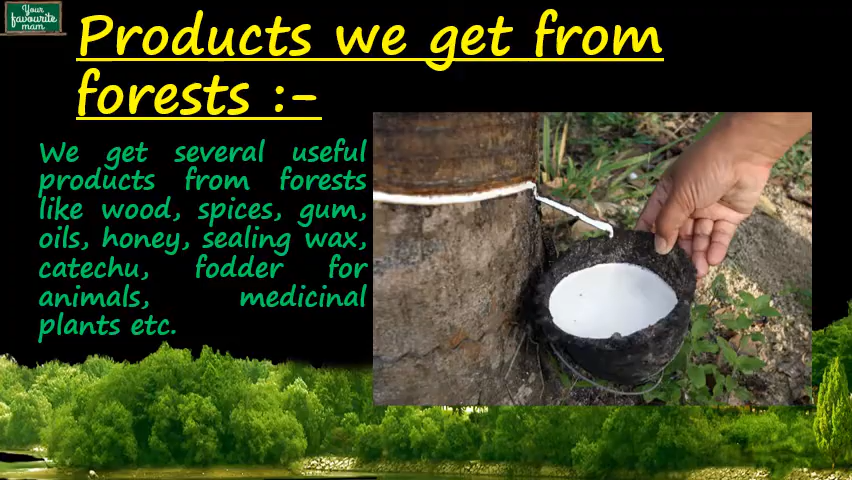 Your
favourite
mam
Products we get from
forests :-
We get several useful
products from forests
like wood, spices, gum,
oils, honey, sealing wax,
catechu, fodder for
animals, medicinal
plants etc.